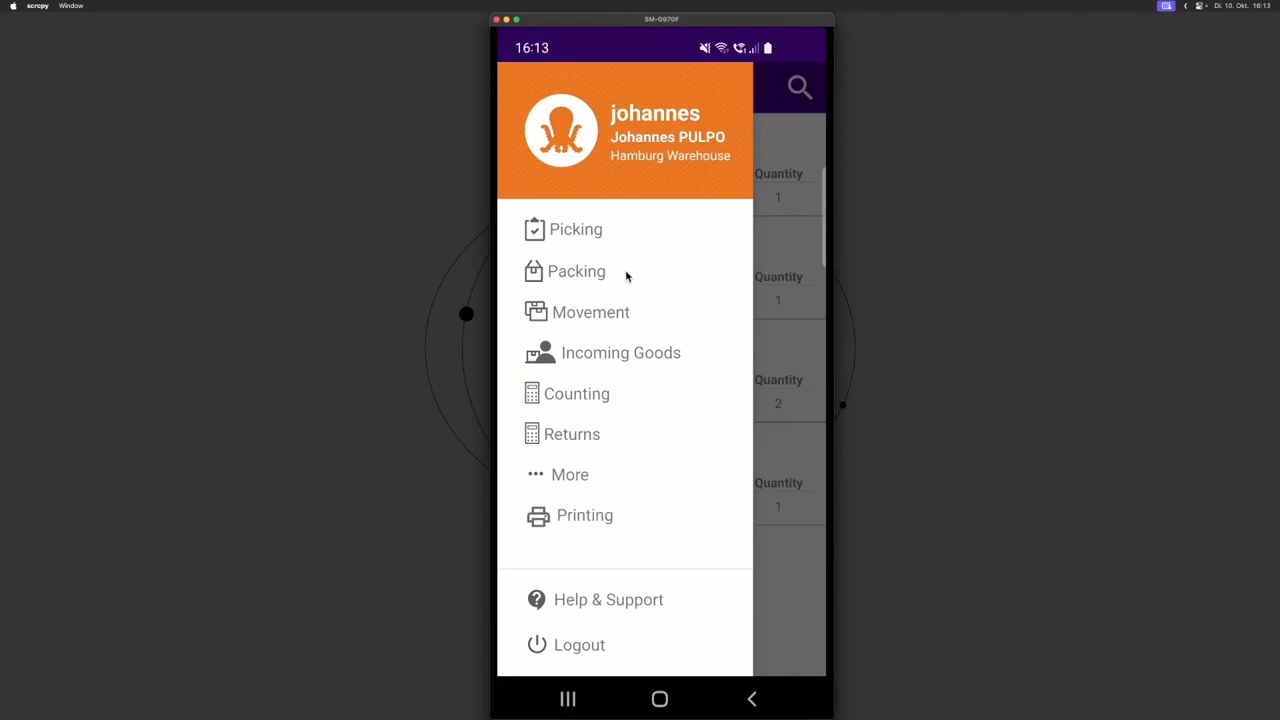 scrcpy Window
Di. 10. Okt. 16:13
SM-G970F
16:13
johannes
Johannes PULPO
Hamburg Warehouse
Picking
Packing
Movement
Incoming Goods
Counting
Returns
More
Printing
Help & Support
Logout
Quantity
1
Quantity
1
Quantity
2
Quantity
1